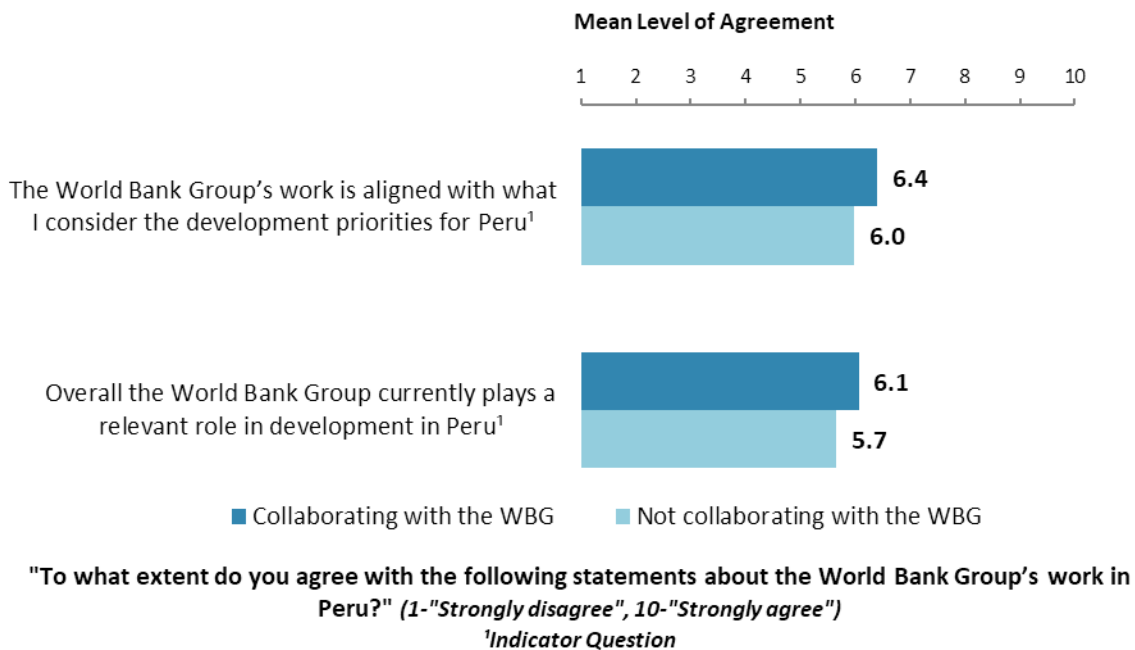 Mean Level of Agreement
1 2 3 4 5 6 7 8 9 10
The World Bank Group’s work is aligned with what
I consider the development priorities for Peru¹
6.4
6.0
Overall the World Bank Group currently plays a
relevant role in development in Peru¹
6.1
5.7
Collaborating with the WBG Not collaborating with the WBG
"To what extent do you agree with the following statements about the World Bank Group’s work in
Peru?" (1-"Strongly disagree", 10-"Strongly agree")
¹Indicator Question